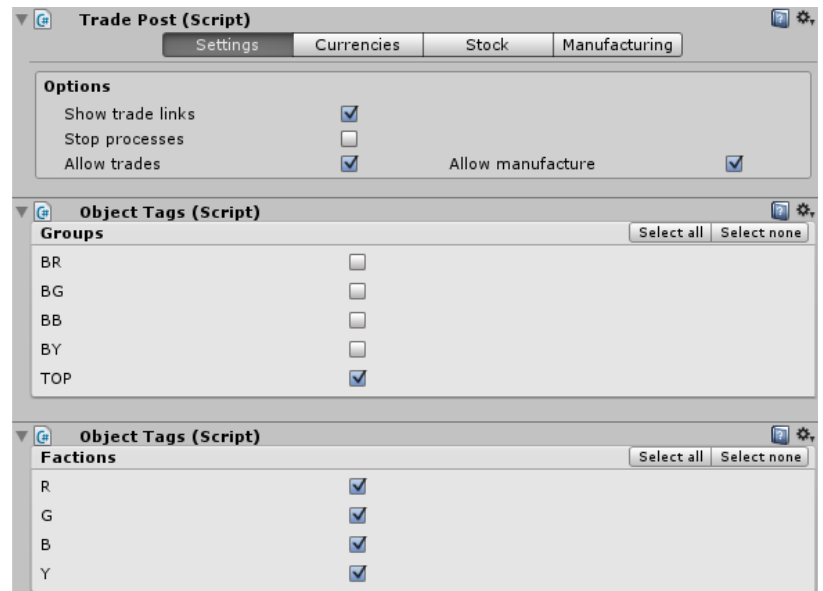 Trade Post (Script)
Settings Currencies Stock Manufacturing
Options
Show trade links
Stop processes
Allow trades Allow manufacture
Object Tags (Script)
Groups Select all Select none
BR
BG
BB
BY
TOP
Object Tags (Script)
Factions Select all Select none
R
G
B
Y